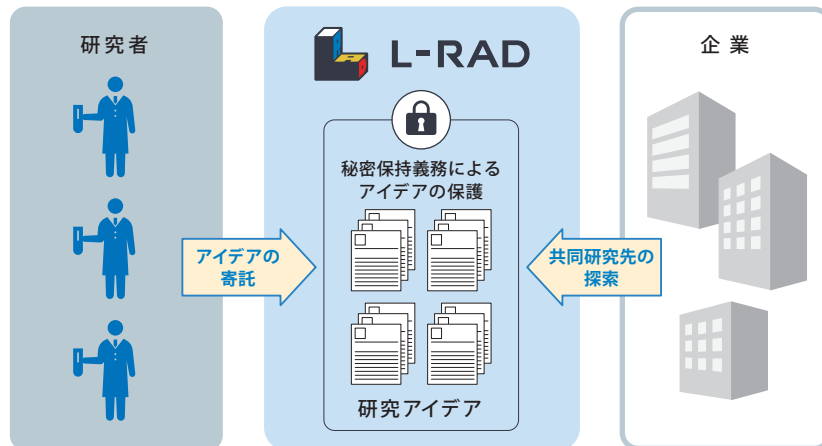 研究者
L-RAD
企業
秘密保持義務による
アイデアの保護
アイデアの
寄託
共同研究先の
探索
研究アイデア